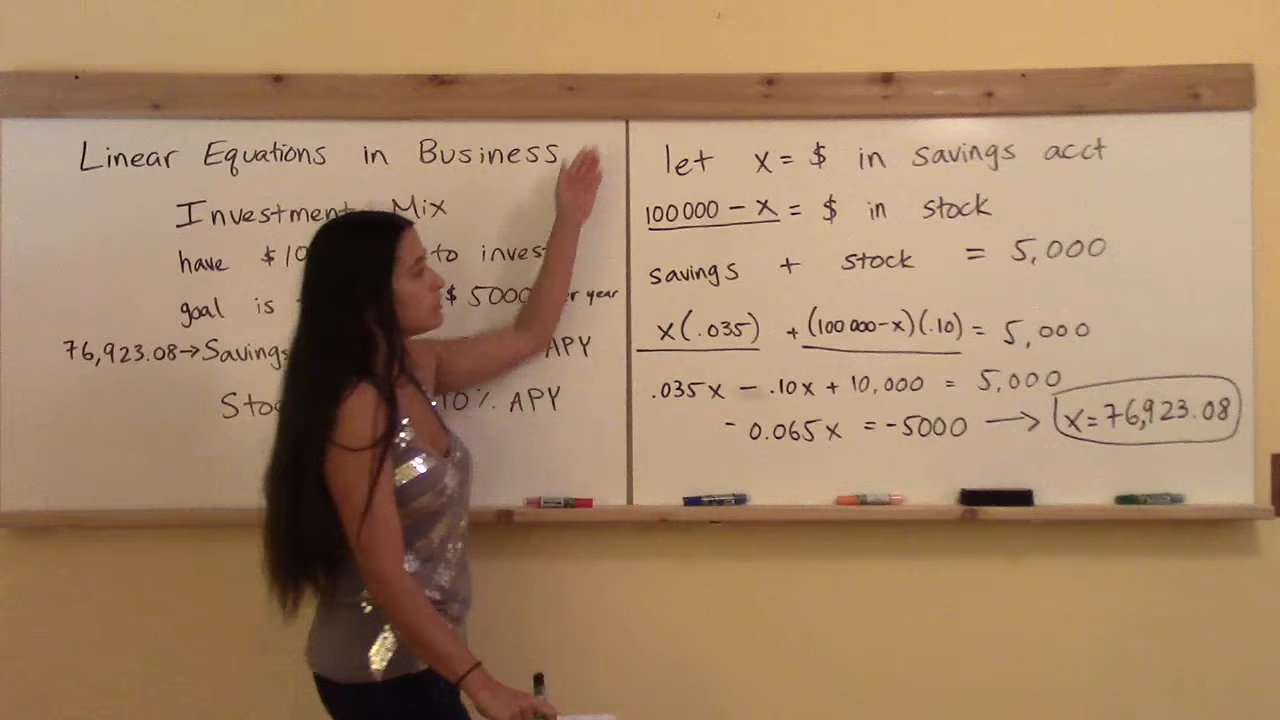 Linear Equations in Business
Investment Mix
have $10 to invest
goal is $5000 per year
76,923.08→Savings APY
Stoc 10% APY
let x = $ in savings acct
100000 - x = $ in stock
savings + stock = 5,000
x(.035) + (100000-x)(.10) = 5,000
.035x - .10x + 10,000 = 5,000
- 0.065x = -5000 → x=76,923.08